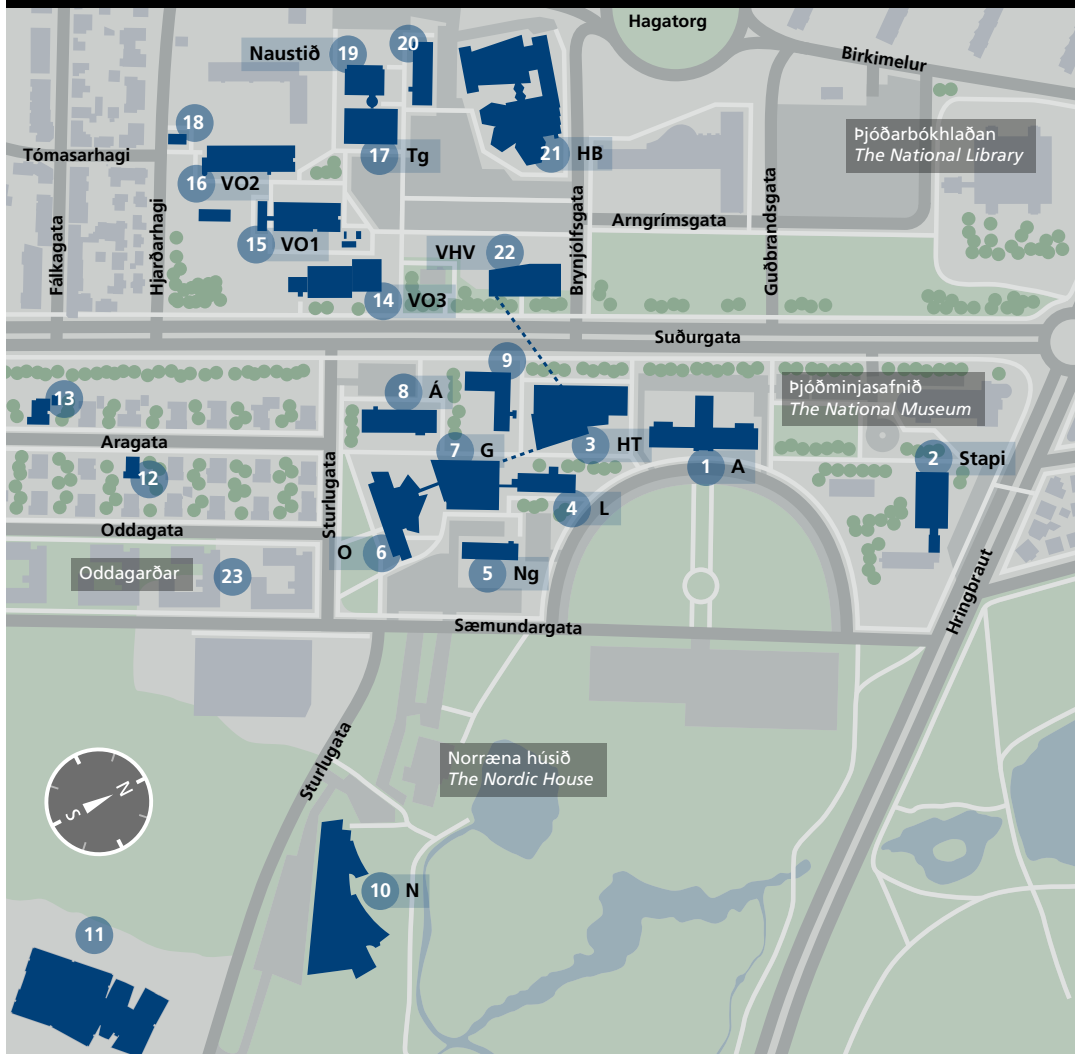 Hagatorg
Birkimelur
Naustið
19
20
18
Tómasarhagi
17 Tg
21 HB
Þjóðarbókhlaðan
The National Library
16 VO2
Fálkagata
Hjarðarhagi
15 VO1
VHV
22
Brynjólfsgata
Arngrímsgata
Guðbrandsgata
14 VO3
Suðurgata
9
13
8 Á
Þjóðminjasafnið
The National Museum
Aragata
7 G
3 HT
1 A
2 Stapi
12
Sturlugata
4 L
Oddagata
O
6
5 Ng
Oddagarðar
23
Hringbraut
Sæmundargata
Sturlugata
Norræna húsið
The Nordic House
N
S
10 N
11